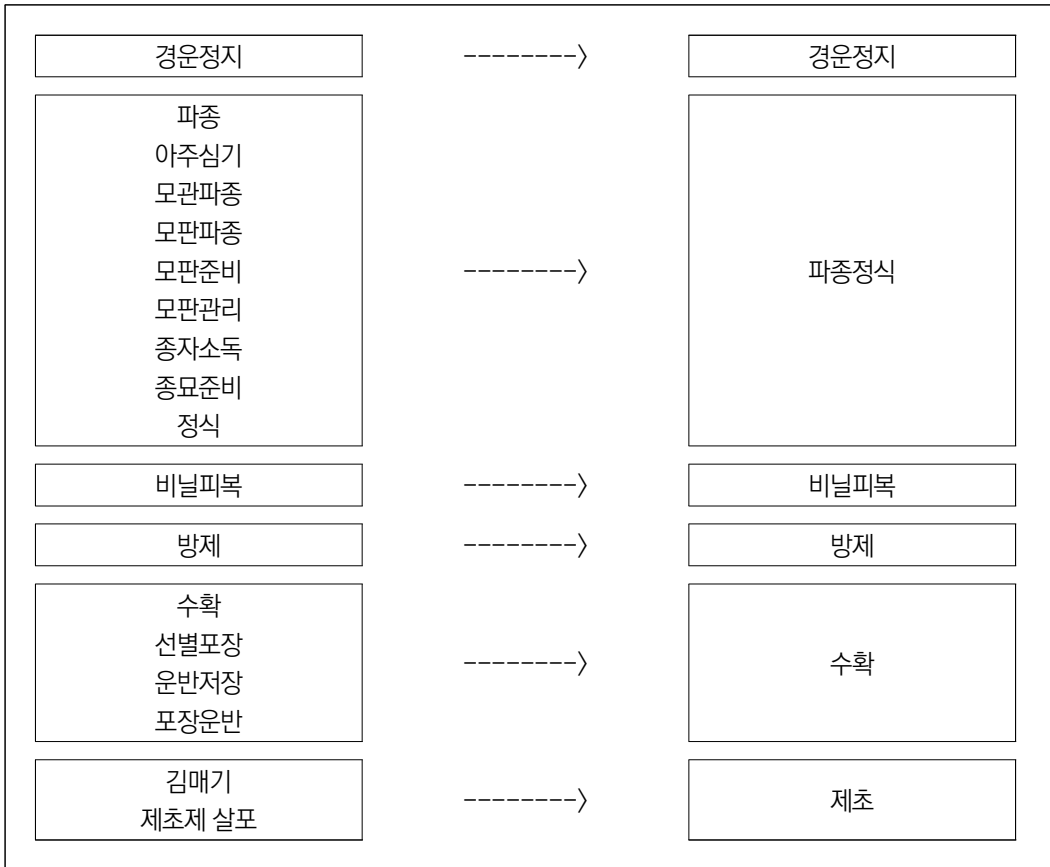 경운정지 --------〉 경운정지
파종
아주심기
모관파종
모판파종
모판준비 --------〉 파종정식
모판관리
종자소독
종묘준비
정식
비닐피복 --------〉 비닐피복
방제 --------〉 방제
수확
선별포장
운반저장 --------〉 수확
포장운반
김매기
제초제 살포 --------〉 제초